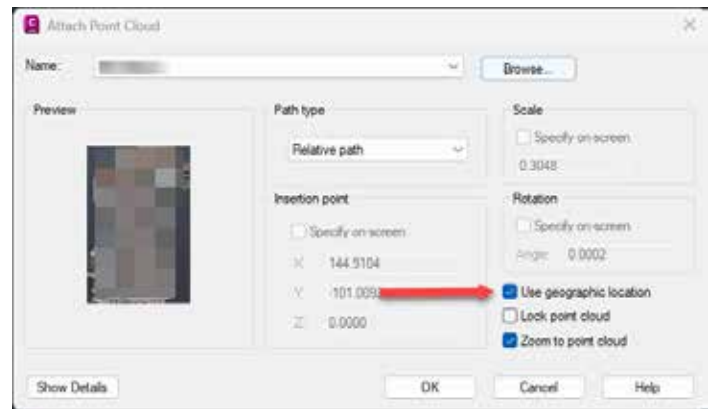 Attach Point Cloud
Name:
Browse...
Preview
Path type
Relative path
Scale
Specify on-screen
0.3048
Insertion point
Specify on-screen
X: 144.5104
Y:
Z: 0.0000
Rotation
Specify on-screen
Angle: 0.0002
Use geographic location
Lock point cloud
Zoom to point cloud
Show Details
OK
Cancel
Help